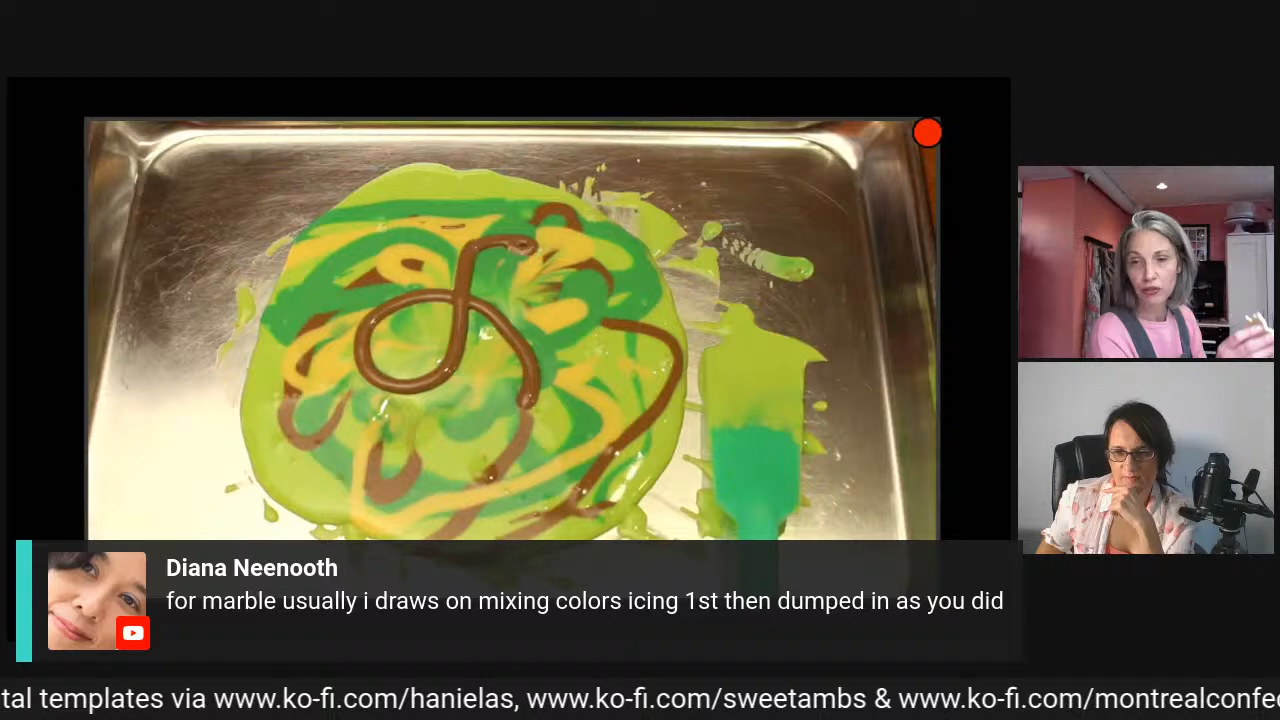 Diana Neenooth
for marble usually i draws on mixing colors icing 1st then dumped in as you did
tal templates via www.ko-fi.com/hanielas, www.ko-fi.com/sweetambs & www.ko-fi.com/montrealconfe